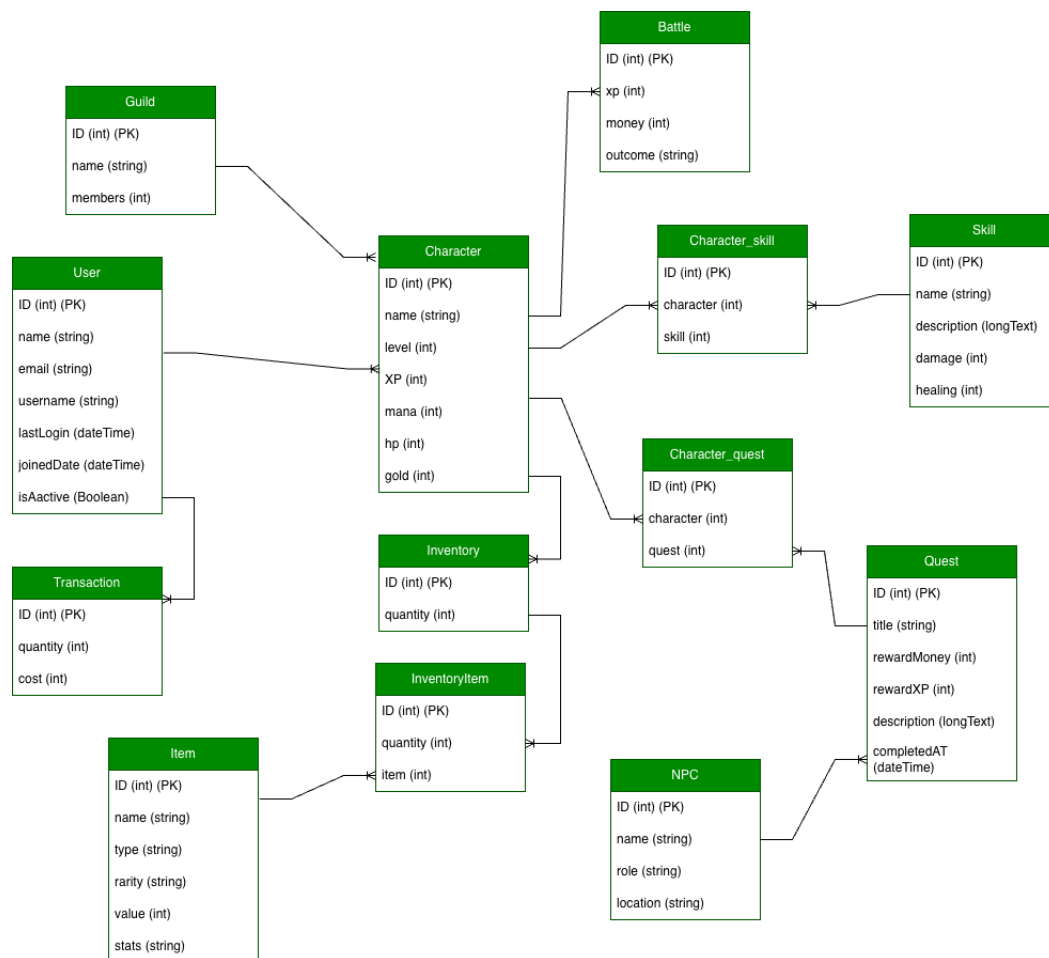 Battle
ID (int) (PK)
xp (int)
money (int)
outcome (string)
Guild
ID (int) (PK)
name (string)
members (int)
Character
ID (int) (PK)
name (string)
level (int)
XP (int)
mana (int)
hp (int)
gold (int)
Character_skill
ID (int) (PK)
character (int)
skill (int)
Skill
ID (int) (PK)
name (string)
description (longText)
damage (int)
healing (int)
User
ID (int) (PK)
name (string)
email (string)
username (string)
lastLogin (dateTime)
joinedDate (dateTime)
isAactive (Boolean)
Character_quest
ID (int) (PK)
character (int)
quest (int)
Inventory
ID (int) (PK)
quantity (int)
Quest
ID (int) (PK)
title (string)
rewardMoney (int)
rewardXP (int)
description (longText)
completedAT
(dateTime)
Transaction
ID (int) (PK)
quantity (int)
cost (int)
InventoryItem
ID (int) (PK)
quantity (int)
item (int)
Item
ID (int) (PK)
name (string)
type (string)
rarity (string)
value (int)
stats (string)
NPC
ID (int) (PK)
name (string)
role (string)
location (string)